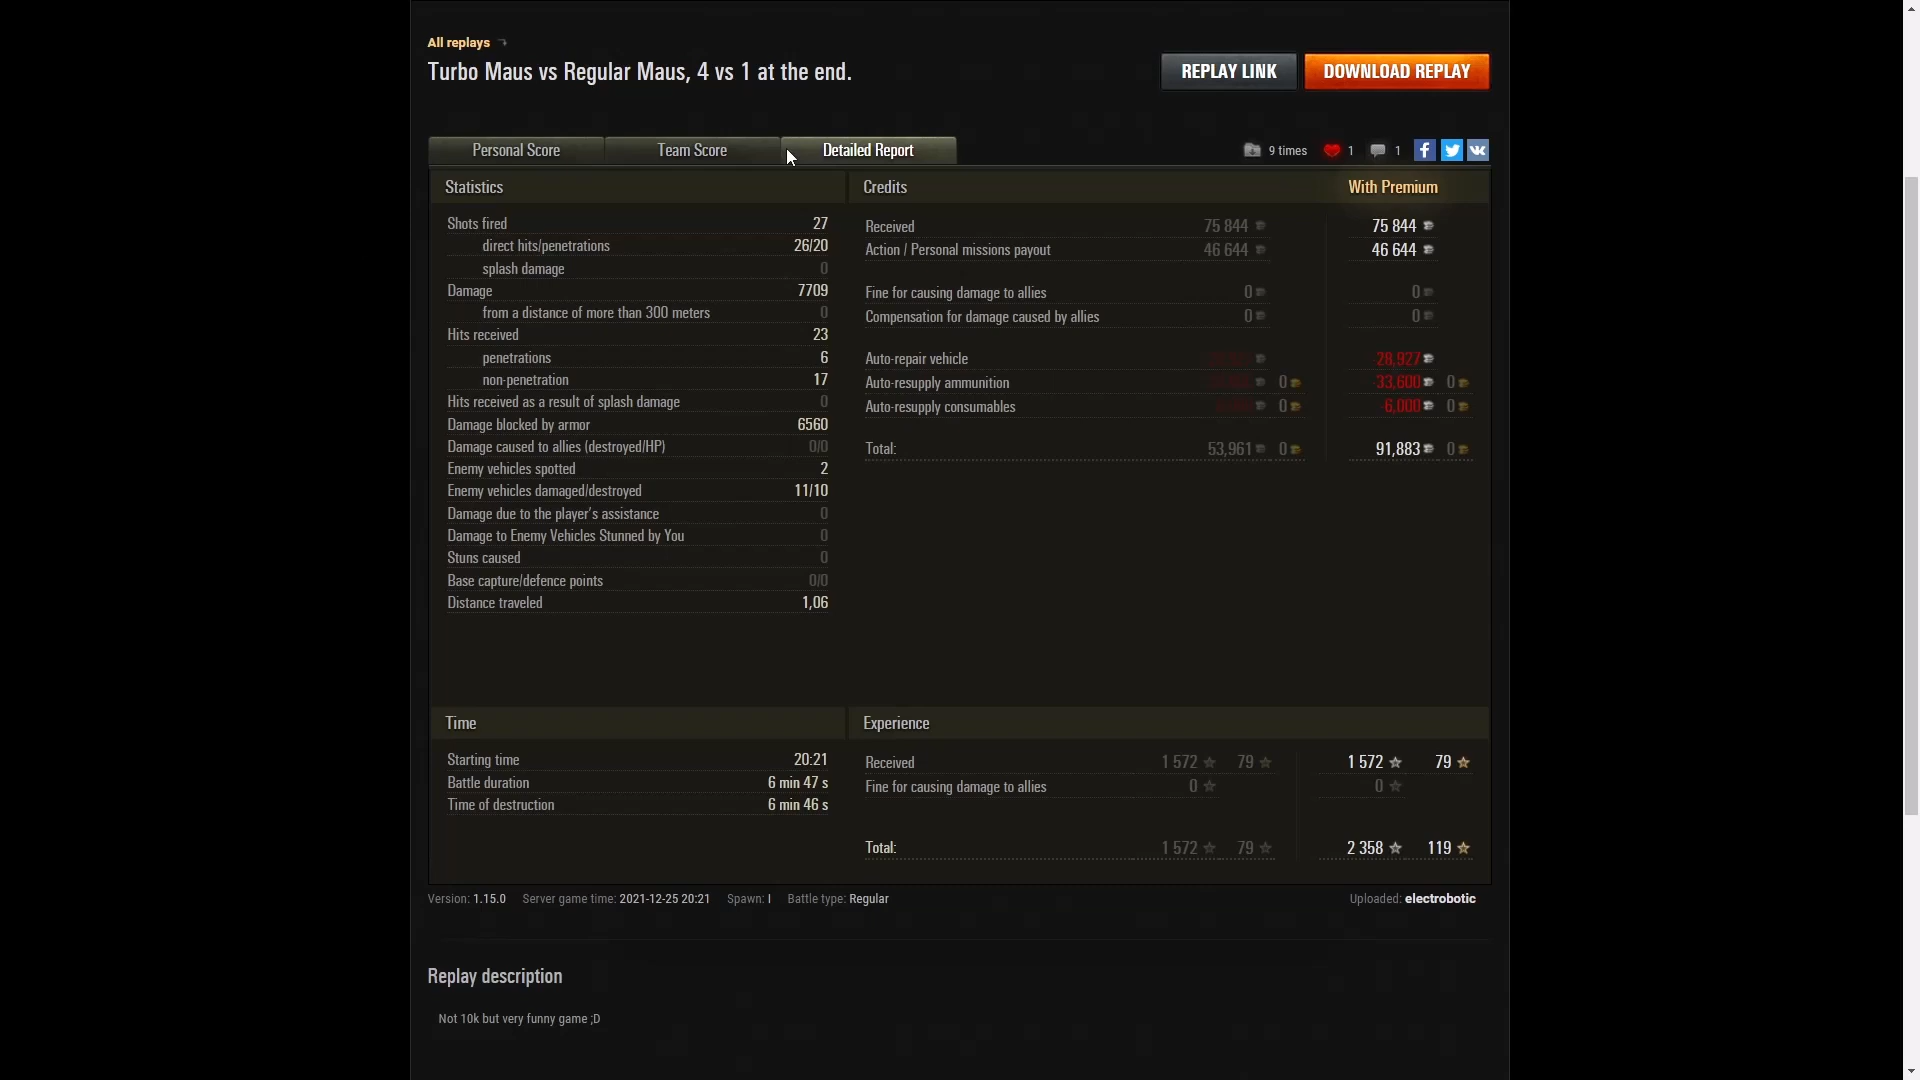 All replays
Turbo Maus vs Regular Maus, 4 vs 1 at the end.
REPLAY LINK
DOWNLOAD REPLAY
Personal Score
Team Score
Detailed Report
9 times
1
1
Statistics
Shots fired 27
direct hits/penetrations 26/20
splash damage 0
Damage 7709
from a distance of more than 300 meters 0
Hits received 23
penetrations 6
non-penetration 17
Hits received as a result of splash damage 0
Damage blocked by armor 6560
Damage caused to allies (destroyed/HP) 0/0
Enemy vehicles spotted 2
Enemy vehicles damaged/destroyed 11/10
Damage due to the player's assistance 0
Damage to Enemy Vehicles Stunned by You 0
Stuns caused 0
Base capture/defence points 0/0
Distance traveled 1,06
Credits With Premium
Received 75 844 75 844
Action / Personal missions payout 46 644 46 644
Fine for causing damage to allies 0 0
Compensation for damage caused by allies 0 0
Auto-repair vehicle -28,927
Auto-resupply ammunition 0 -33,600 0
Auto-resupply consumables 0 -6,000 0
Total: 53,961 0 91,883 0
Time
Starting time 20:21
Battle duration 6 min 47 s
Time of destruction 6 min 46 s
Experience
Received 1 572 79 1 572 79
Fine for causing damage to allies 0 0
Total: 1 572 79 2 358 119
Version: 1.15.0 Server game time: 2021-12-25 20:21 Spawn: I Battle type: Regular
Uploaded: electrobotic
Replay description
Not 10k but very funny game ;D